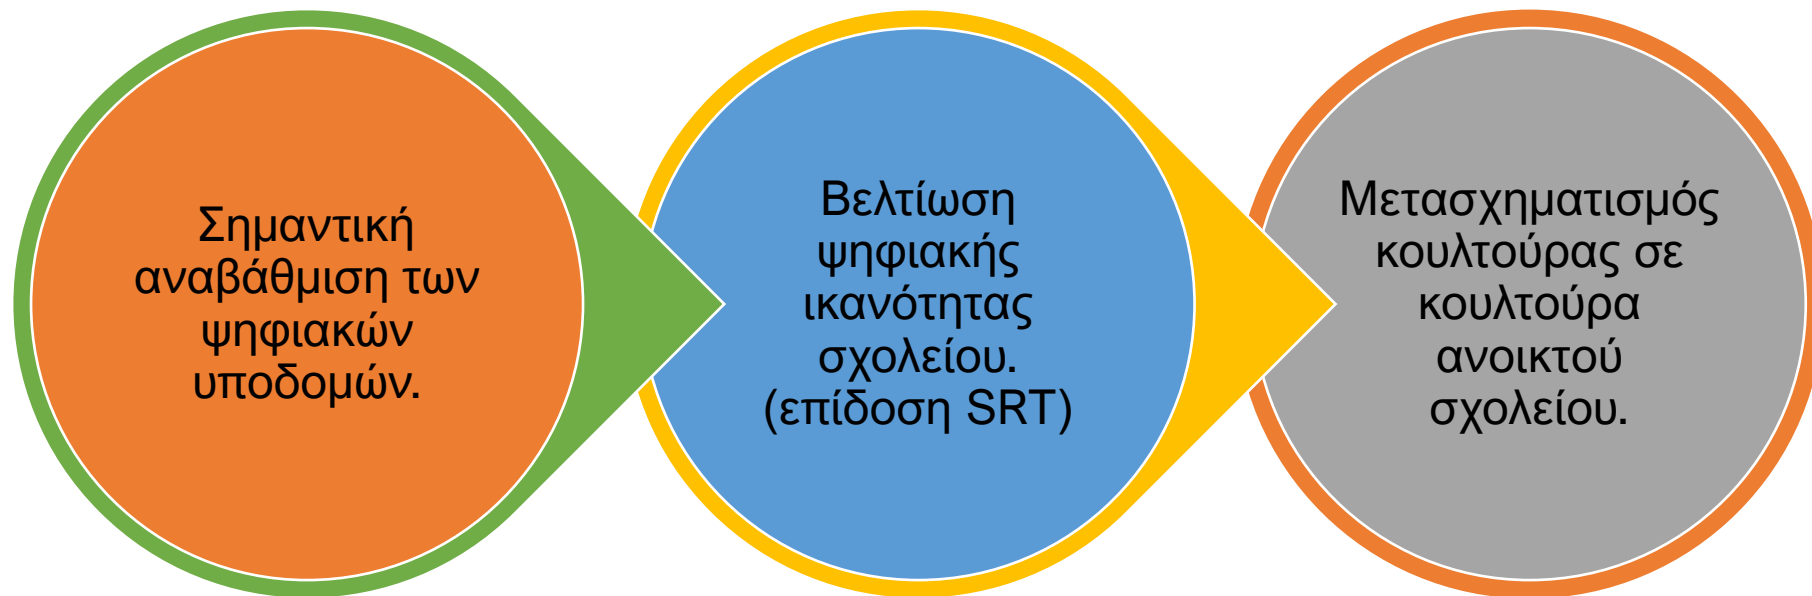 Σημαντική
αναβάθμιση των
ψηφιακών
υποδομών.
Βελτίωση
ψηφιακής
ικανότητας
σχολείου.
(επίδοση SRT)
Μετασχηματισμός
κουλτούρας σε
κουλτούρα
ανοικτού
σχολείου.